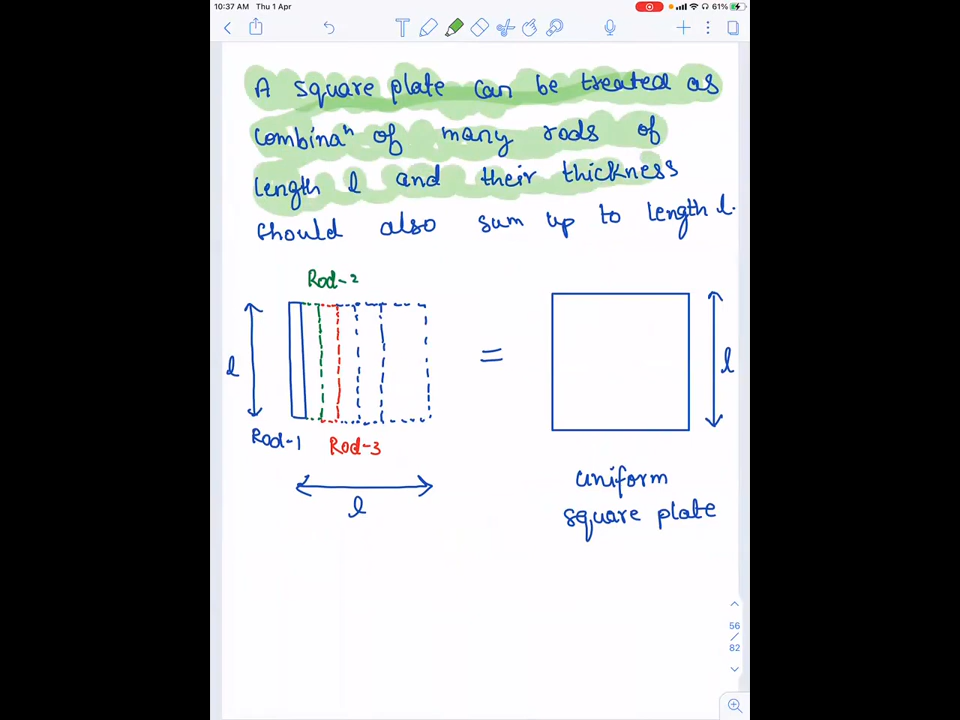 10:37 AM Thu 1 Apr
61%
A square plate can be treated as
combinaⁿ of many rods of
length l and their thickness
should also sum up to length l.
Rod-2
l
=
l
Rod-1
Rod-3
l
uniform
square plate
56
/
82